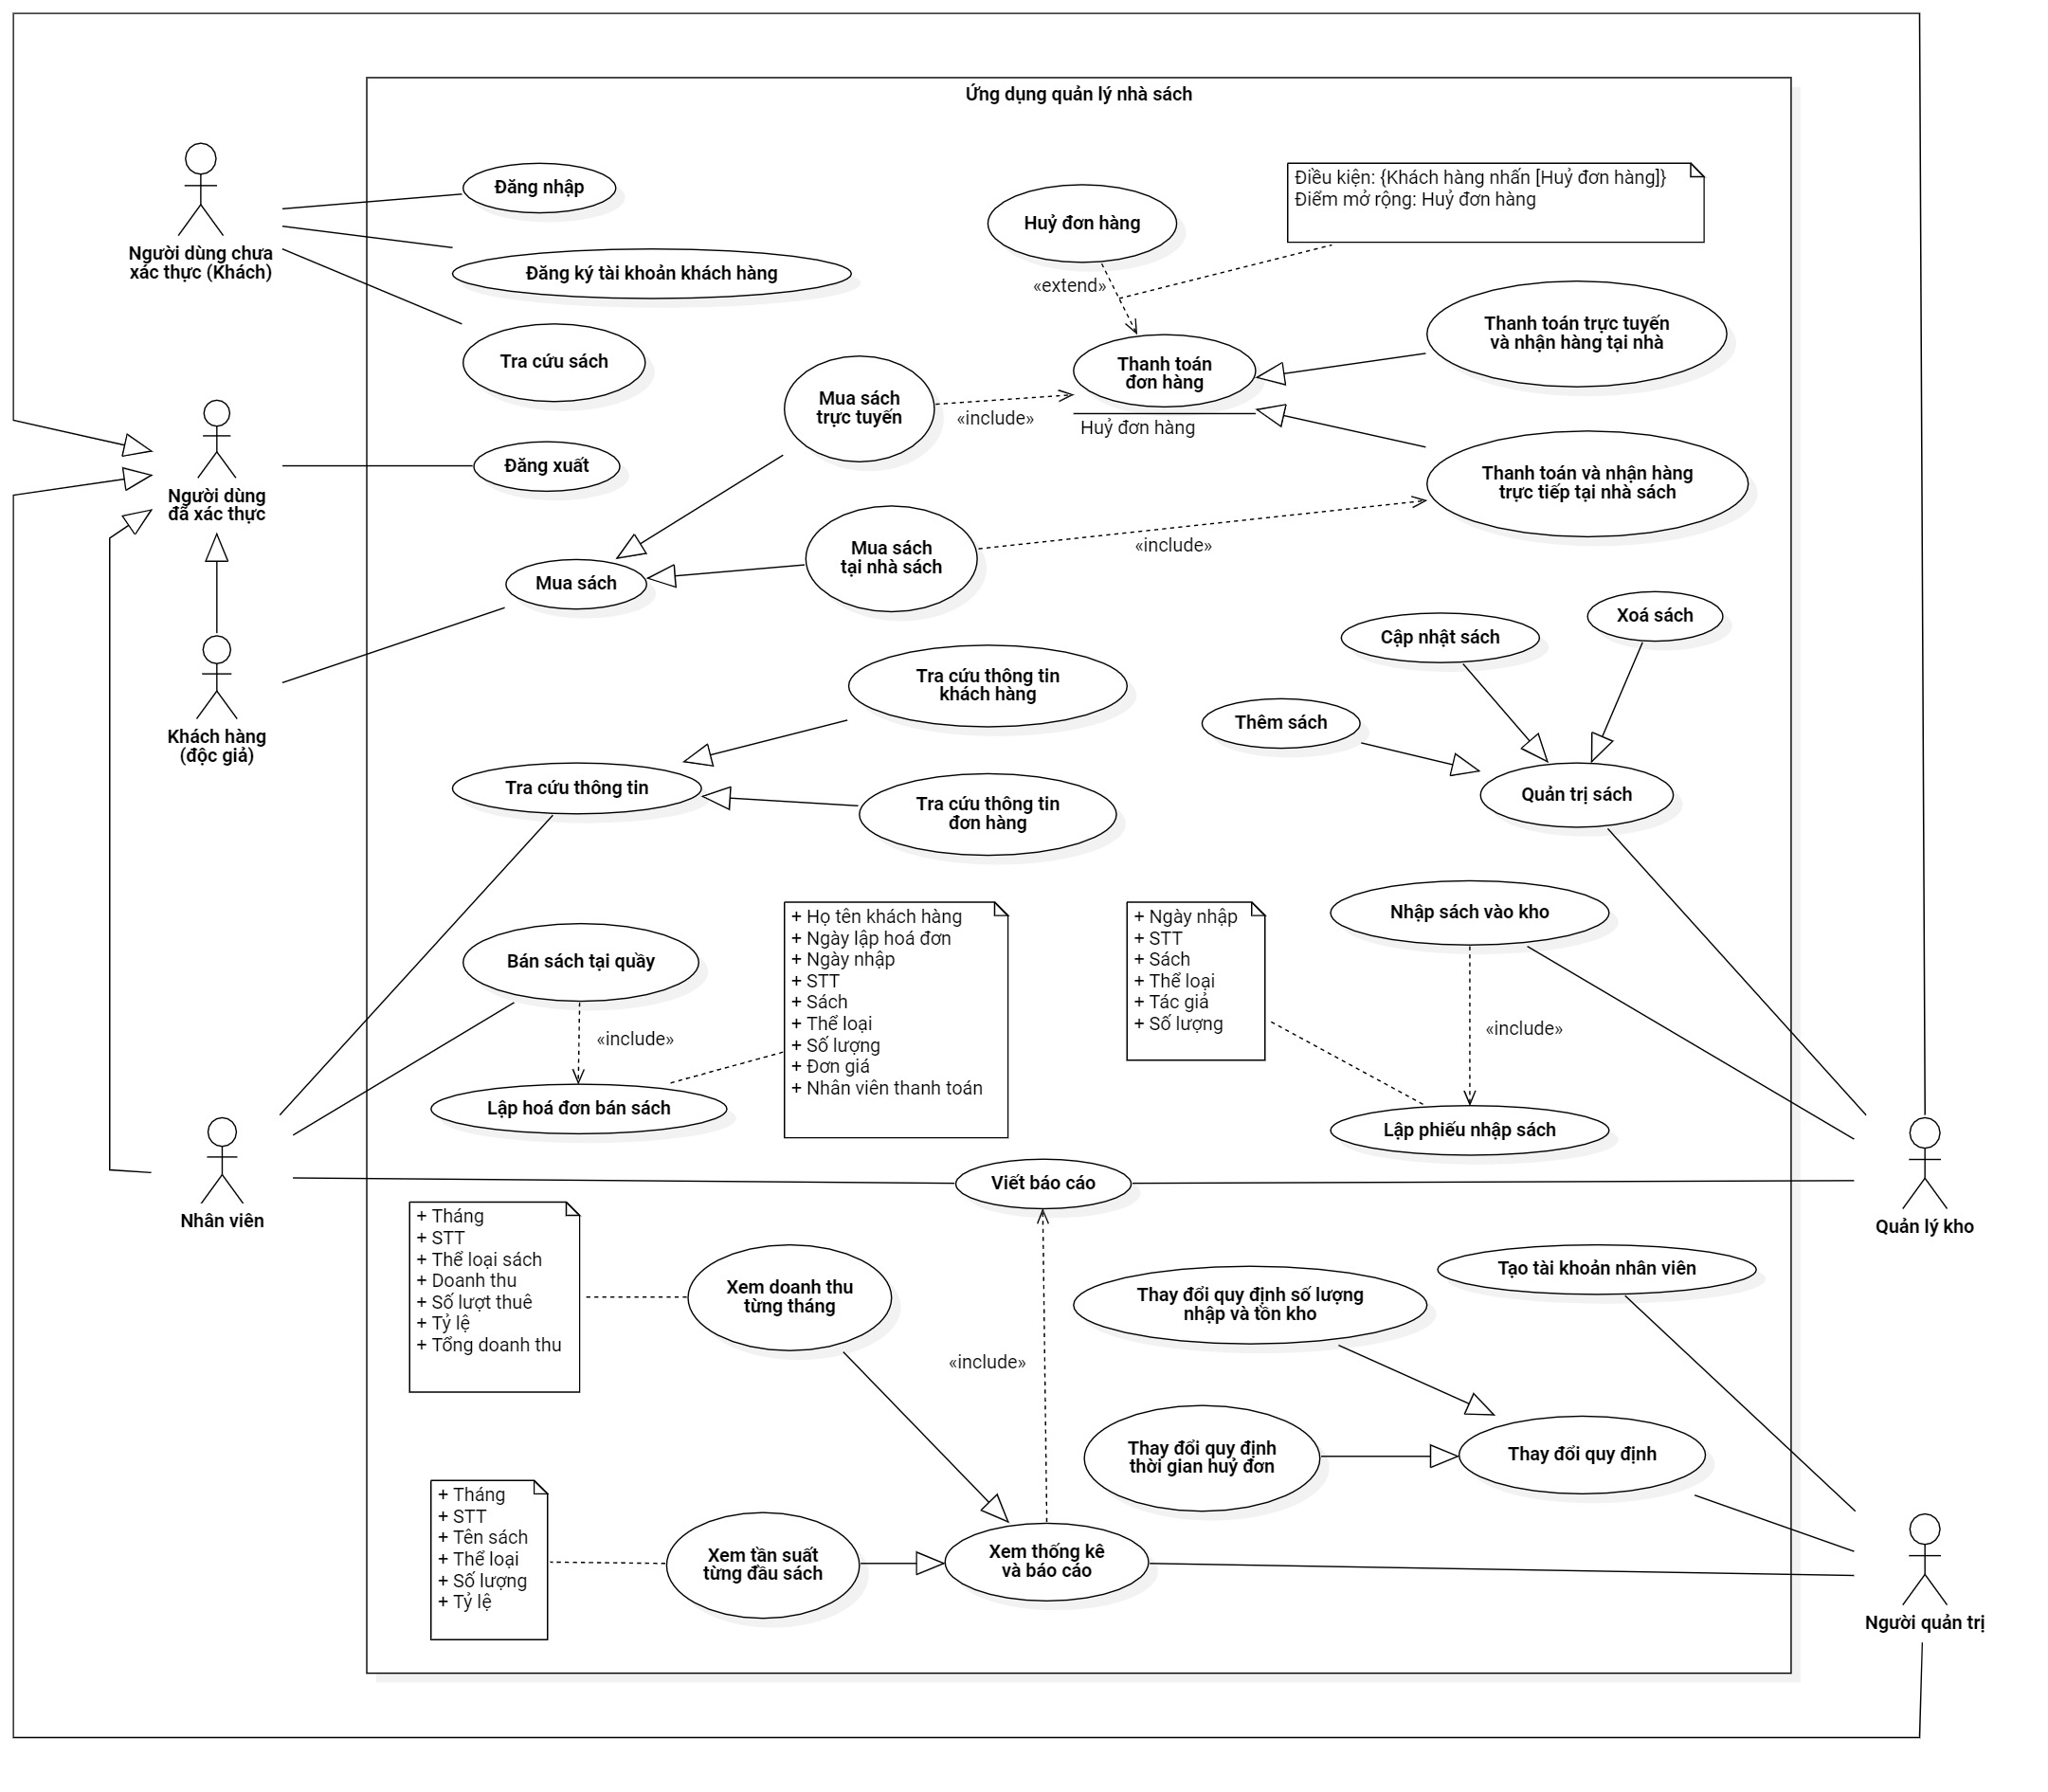 Ứng dụng quản lý nhà sách
Người dùng chưa
xác thực (Khách)
Đăng nhập
Đăng ký tài khoản khách hàng
Tra cứu sách
Huỷ đơn hàng
Điều kiện: {Khách hàng nhấn [Huỷ đơn hàng]}
Điểm mở rộng: Huỷ đơn hàng
«extend»
Thanh toán
đơn hàng
Huỷ đơn hàng
Thanh toán trực tuyến
và nhận hàng tại nhà
Mua sách
trực tuyến
«include»
Người dùng
đã xác thực
Đăng xuất
Thanh toán và nhận hàng
trực tiếp tại nhà sách
Mua sách
tại nhà sách
«include»
Mua sách
Khách hàng
(độc giả)
Cập nhật sách
Xoá sách
Tra cứu thông tin
khách hàng
Thêm sách
Tra cứu thông tin
Tra cứu thông tin
đơn hàng
Quản trị sách
Bán sách tại quầy
+ Họ tên khách hàng
+ Ngày lập hoá đơn
+ Ngày nhập
+ STT
+ Sách
+ Thể loại
+ Số lượng
+ Đơn giá
+ Nhân viên thanh toán
+ Ngày nhập
+ STT
+ Sách
+ Thể loại
+ Tác giả
+ Số lượng
Nhập sách vào kho
«include»
«include»
Lập hoá đơn bán sách
Lập phiếu nhập sách
Nhân viên
Viết báo cáo
Quản lý kho
+ Tháng
+ STT
+ Thể loại sách
+ Doanh thu
+ Số lượt thuê
+ Tỷ lệ
+ Tổng doanh thu
Xem doanh thu
từng tháng
Thay đổi quy định số lượng
nhập và tồn kho
Tạo tài khoản nhân viên
«include»
Thay đổi quy định
thời gian huỷ đơn
Thay đổi quy định
+ Tháng
+ STT
+ Tên sách
+ Thể loại
+ Số lượng
+ Tỷ lệ
Xem tần suất
từng đầu sách
Xem thống kê
và báo cáo
Người quản trị